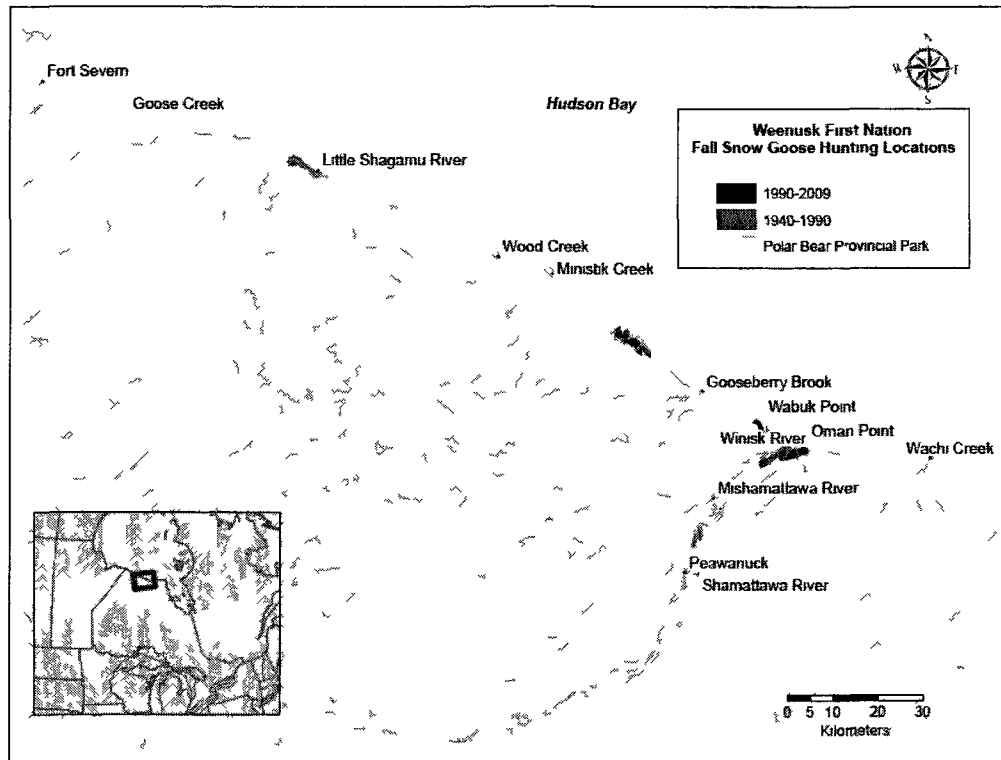 Fort Severn
Goose Creek
Hudson Bay
N
W E
S
Weenusk First Nation
Fall Snow Goose Hunting Locations
1990-2009
1940-1990
Polar Bear Provincial Park
Little Shagamu River
Wood Creek
Ministik Creek
Gooseberry Brook
Wabuk Point
Winisk River
Oman Point
Wachi Creek
Mishamattawa River
Peawanuck
Shamattawa River
0 5 10 20 30
Kilometers